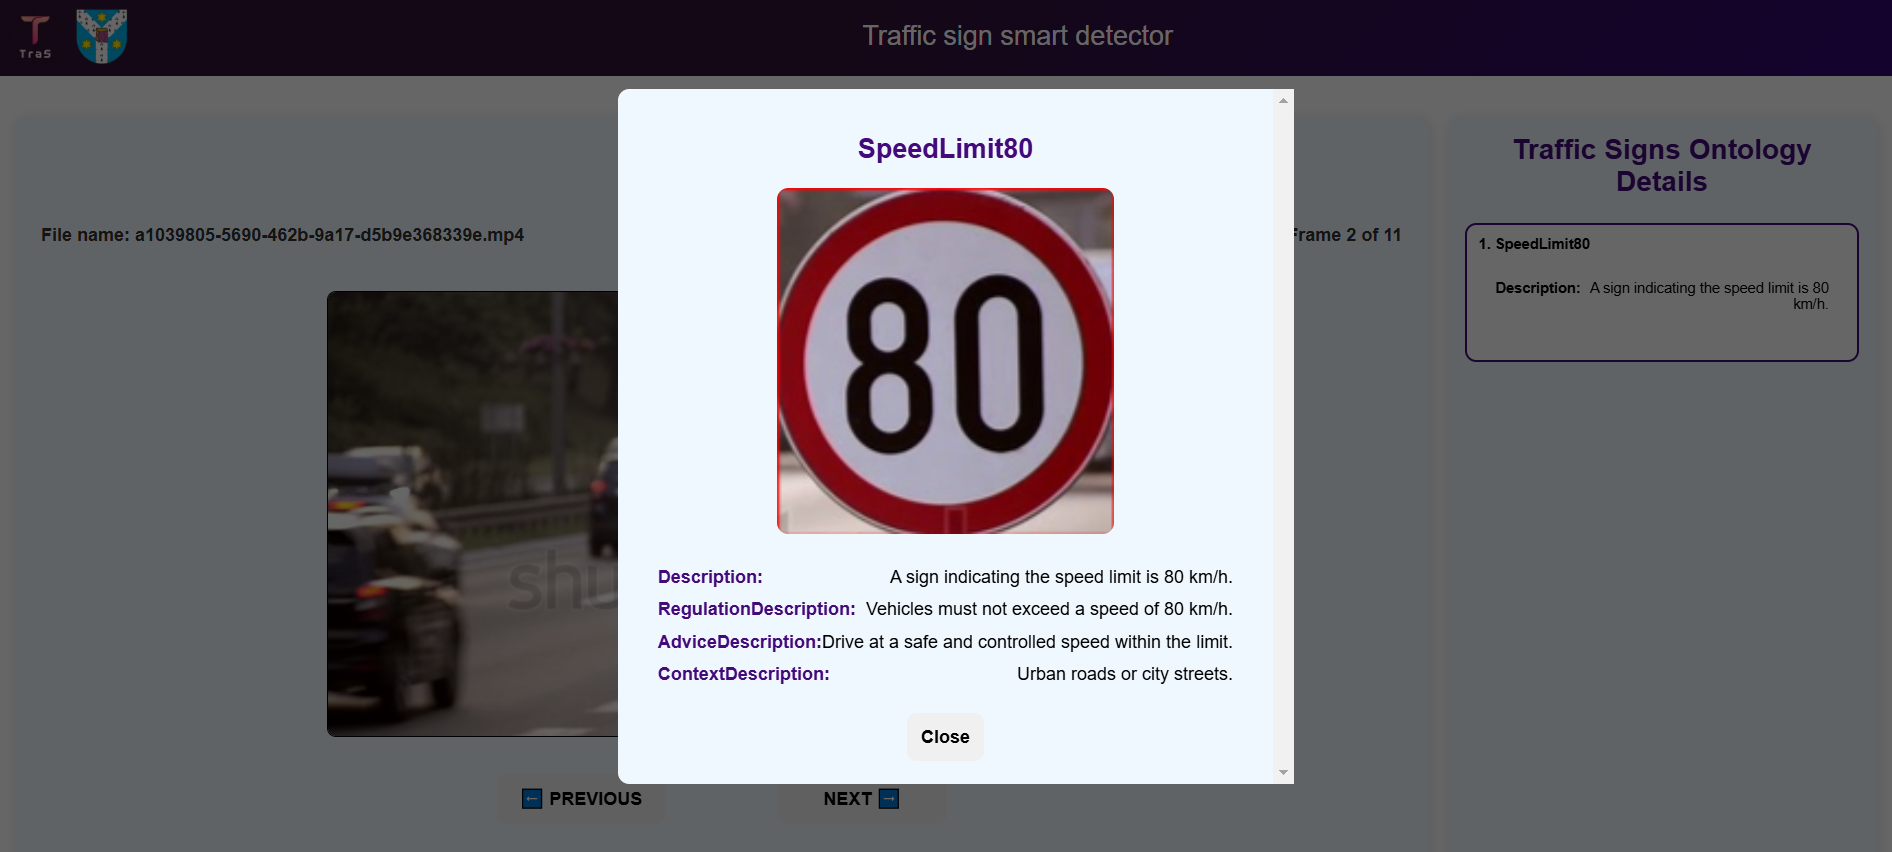 TraS
Traffic sign smart detector
File name: a1039805-5690-462b-9a17-d5b9e368339e.mp4
Frame 2 of 11
SpeedLimit80
80
Description: A sign indicating the speed limit is 80 km/h.
RegulationDescription: Vehicles must not exceed a speed of 80 km/h.
AdviceDescription:Drive at a safe and controlled speed within the limit.
ContextDescription: Urban roads or city streets.
Close
shu
PREVIOUS
NEXT
Traffic Signs Ontology
Details
1. SpeedLimit80
Description: A sign indicating the speed limit is 80
km/h.